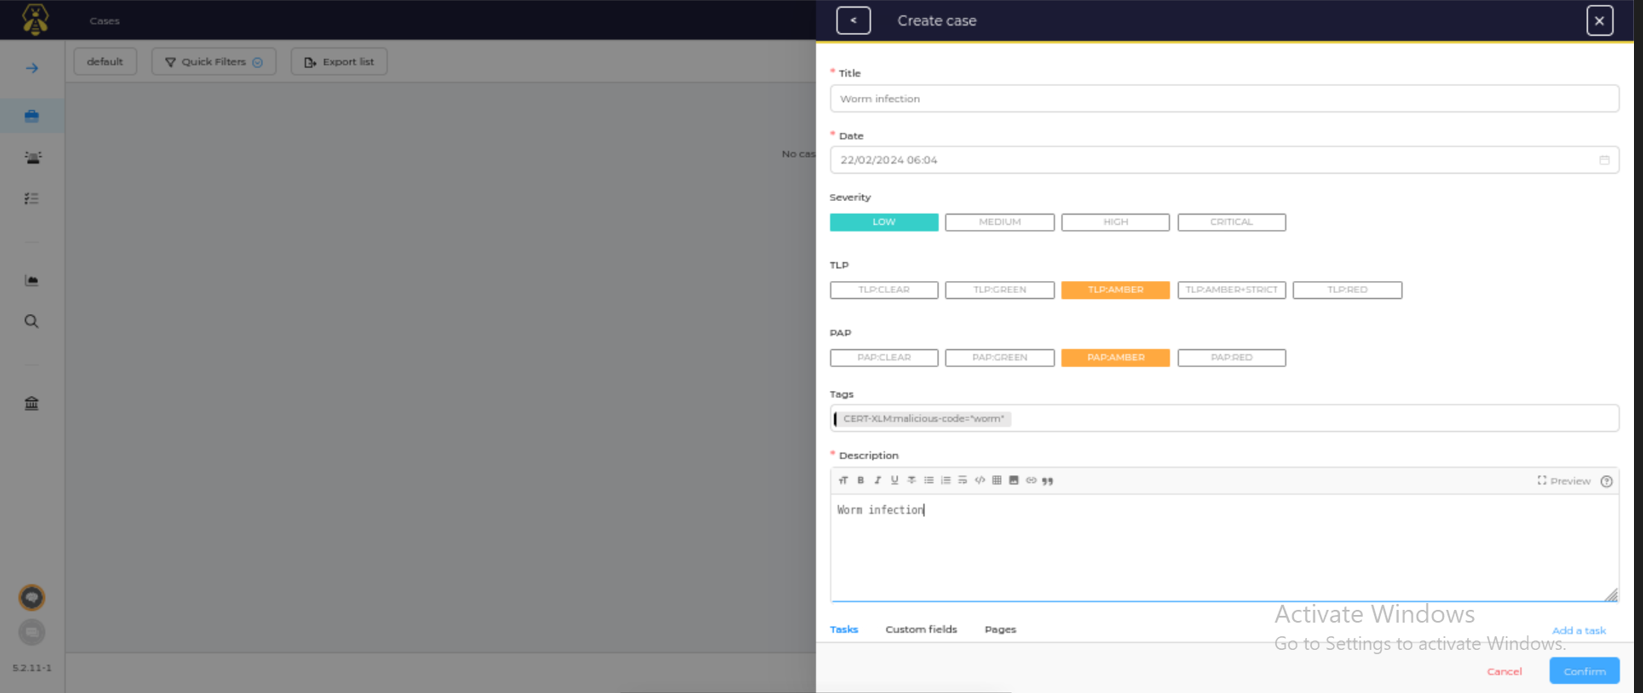 Cases
< Create case
default Quick Filters Export list
* Title
Worm infection
* Date
22/02/2024 06:04
No cas
Severity
LOW MEDIUM HIGH CRITICAL
TLP
TLP:CLEAR TLP:GREEN TLP:AMBER TLP:AMBER+STRICT TLP:RED
PAP
PAP:CLEAR PAP:GREEN PAP:AMBER PAP:RED
Tags
CERT-XLM:malicious-code="worm"
* Description
Preview
Worm infection
Activate Windows
Tasks Custom fields Pages Add a task
Go to Settings to activate Windows.
5.2.11-1
Cancel Confirm